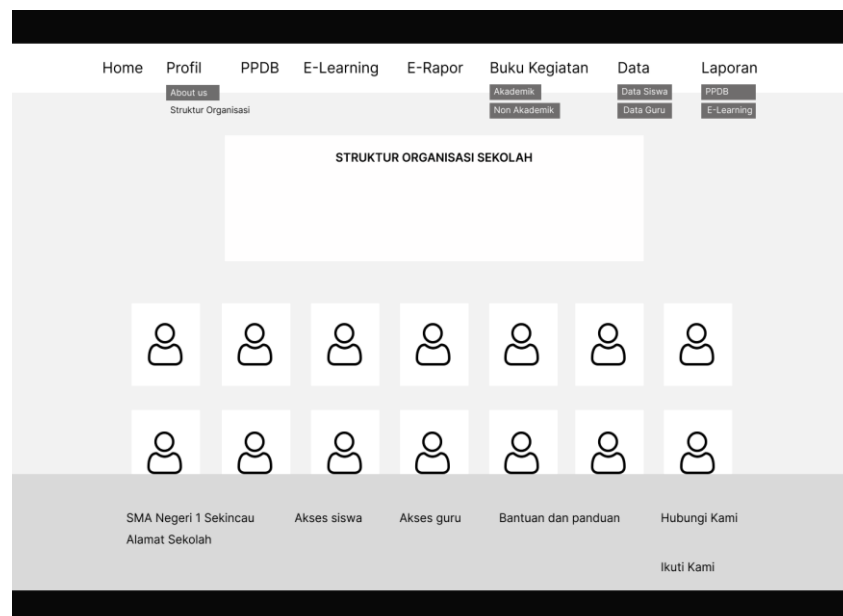 Home Profil PPDB E-Learning E-Rapor Buku Kegiatan Data Laporan
About us Akademik Data Siswa PPDB
Struktur Organisasi Non Akademik Data Guru E-Learning
STRUKTUR ORGANISASI SEKOLAH
SMA Negeri 1 Sekincau Akses siswa Akses guru Bantuan dan panduan Hubungi Kami
Alamat Sekolah
Ikuti Kami